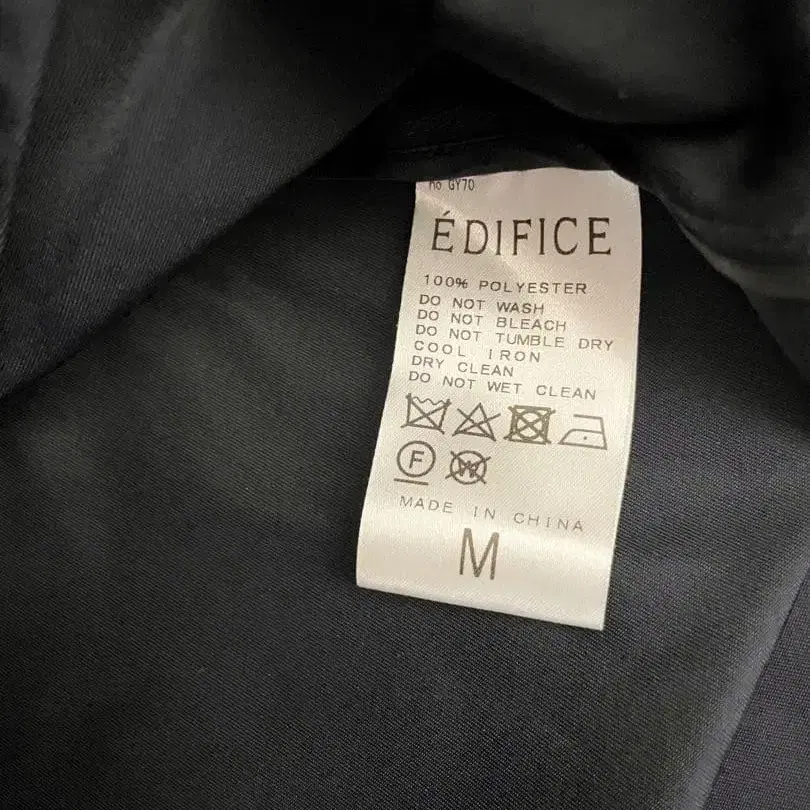 GY70
ÉDIFICE
100% POLYESTER
DO NOT WASH
DO NOT BLEACH
DO NOT TUMBLE DRY
COOL IRON
DRY CLEAN
DO NOT WET CLEAN
F W
MADE IN CHINA
M